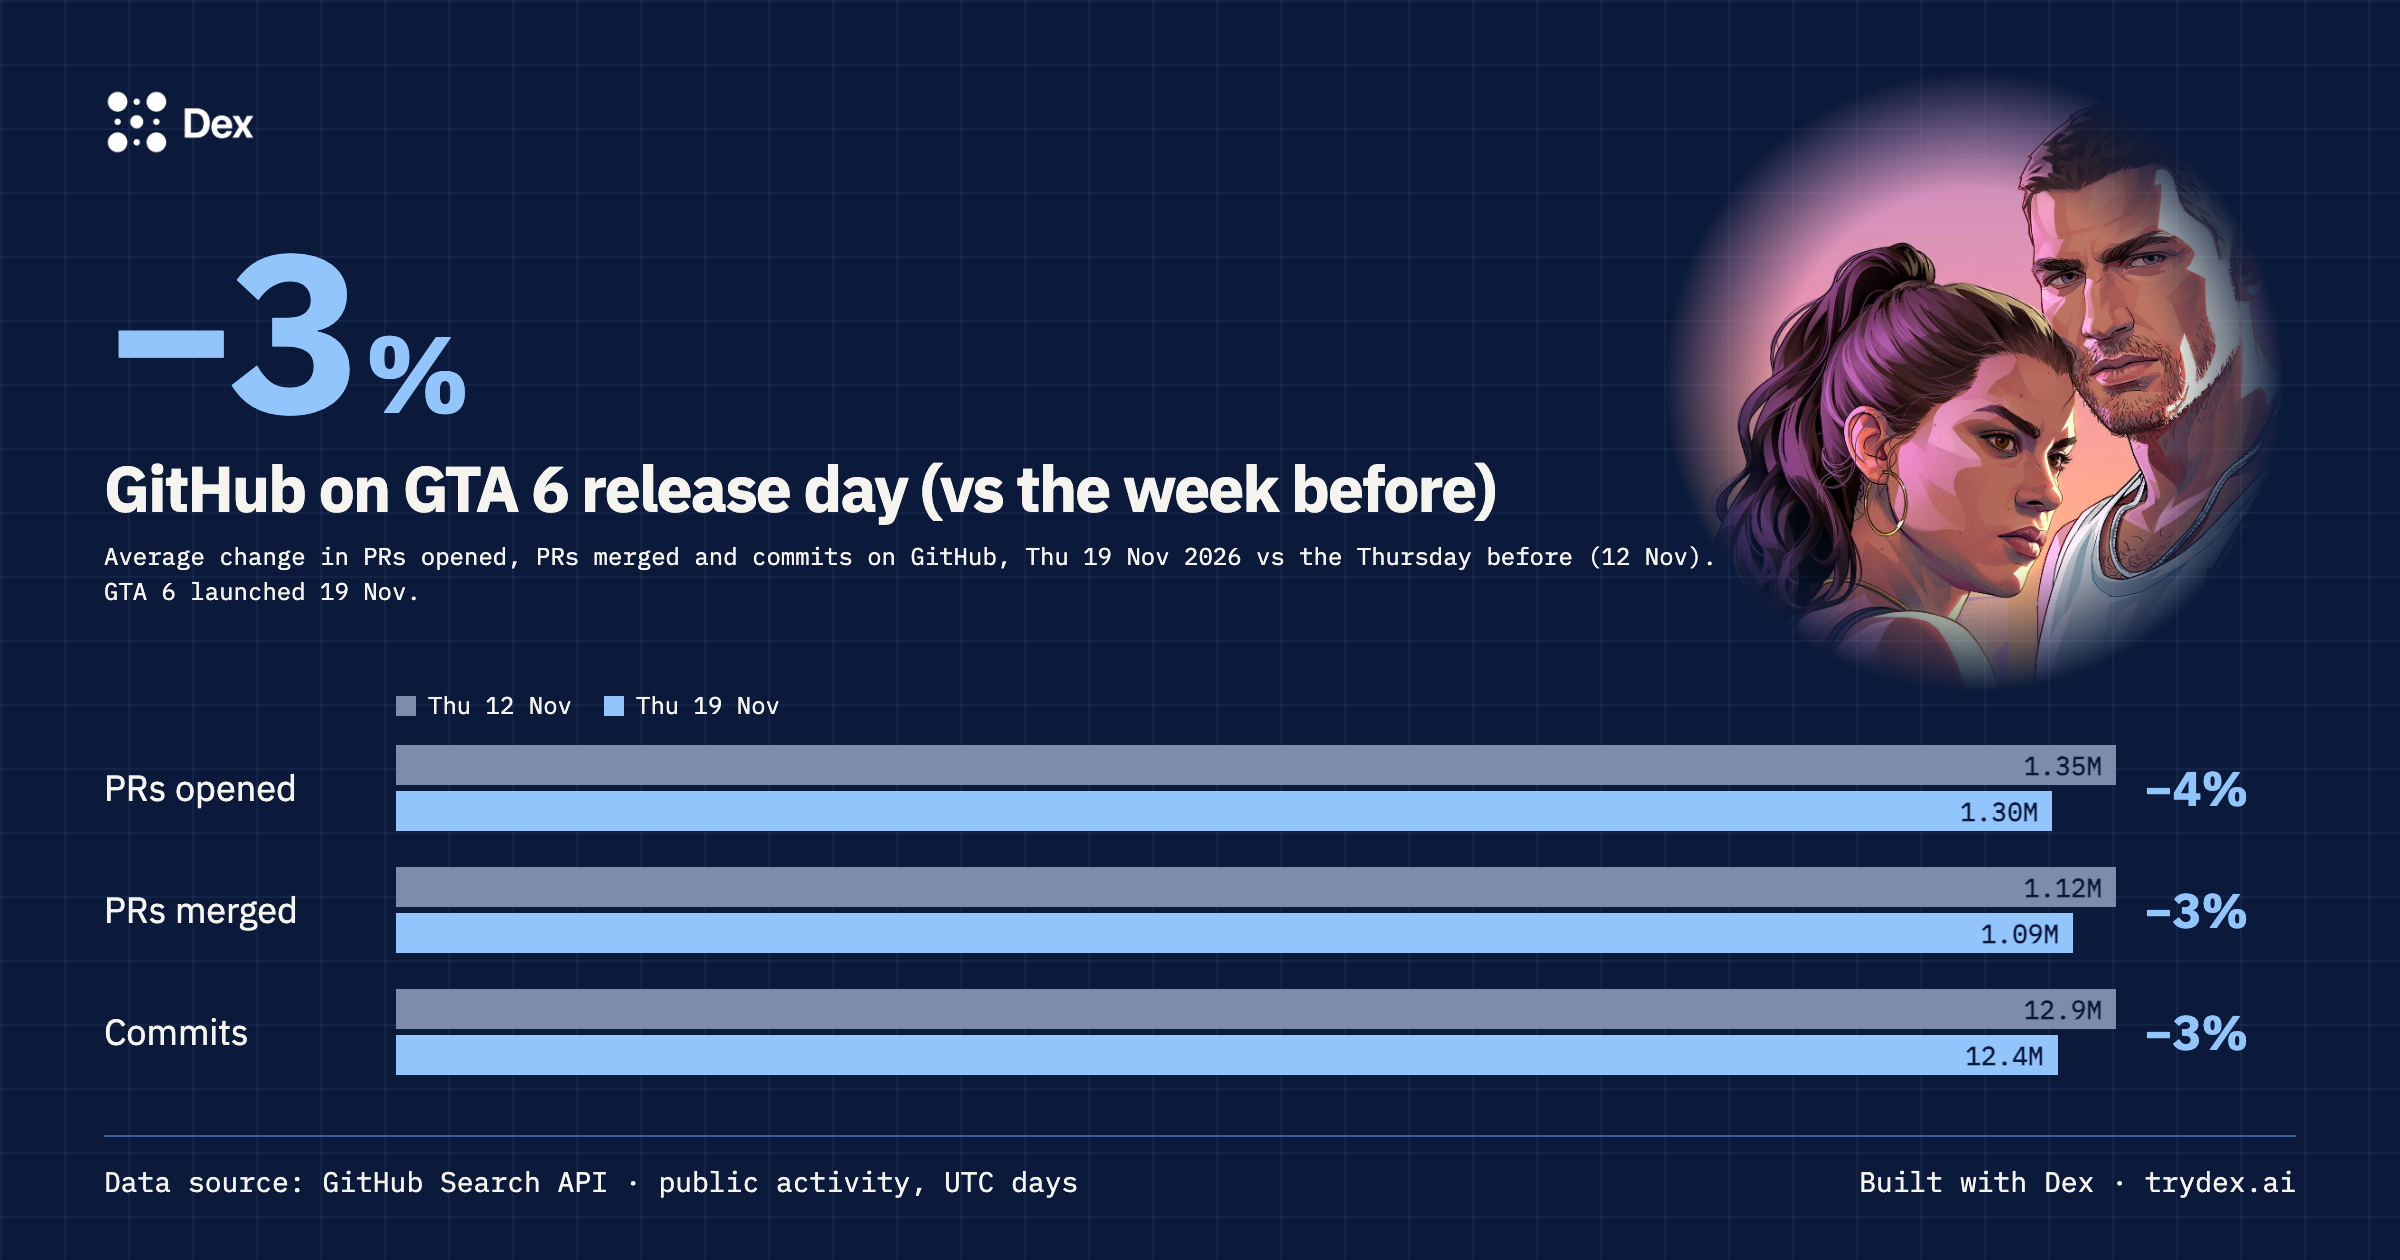 Dex
−3%
GitHub on GTA 6 release day (vs the week before)
Average change in PRs opened, PRs merged and commits on GitHub, Thu 19 Nov 2026 vs the Thursday before (12 Nov).
GTA 6 launched 19 Nov.
Thu 12 Nov Thu 19 Nov
PRs opened
1.35M
1.30M
−4%
PRs merged
1.12M
1.09M
−3%
Commits
12.9M
12.4M
−3%
Data source: GitHub Search API · public activity, UTC days
Built with Dex · trydex.ai